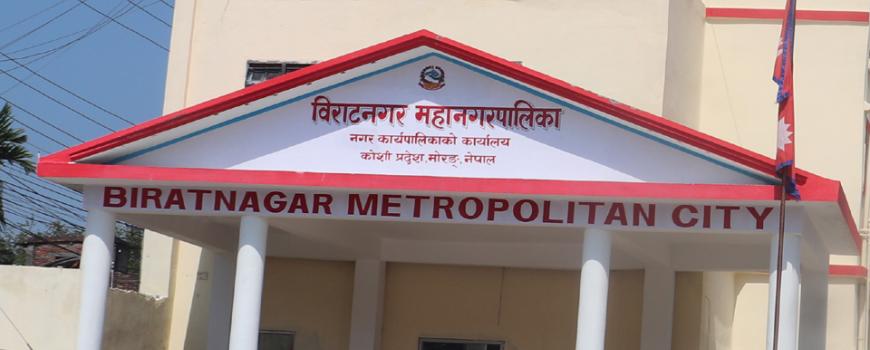 विराटनगर महानगरपालिका
नगर कार्यपालिकाको कार्यालय
कोशी प्रदेश, मोरङ, नेपाल
BIRATNAGAR METROPOLITAN CITY